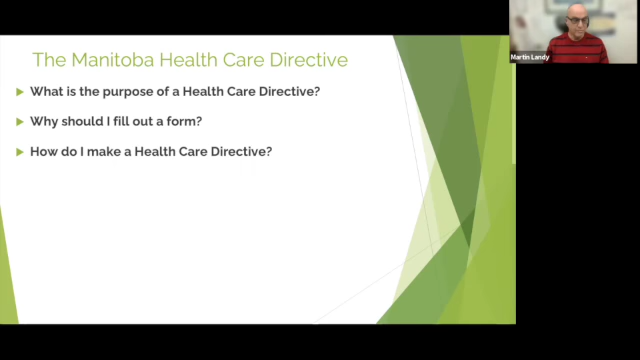 The Manitoba Health Care Directive
What is the purpose of a Health Care Directive?
Why should I fill out a form?
How do I make a Health Care Directive?
Martin Landy